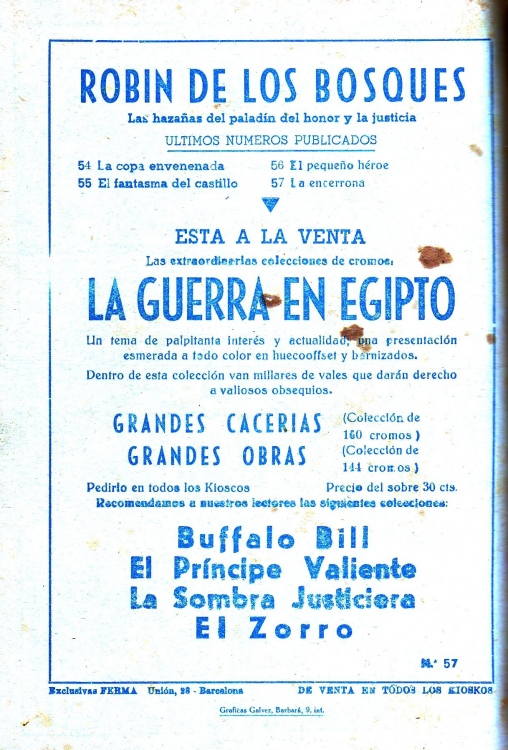 ROBIN DE LOS BOSQUES
Las hazañas del paladín del honor y la justicia
ULTIMOS NUMEROS PUBLICADOS
54 La copa envenenada 56 El pequeño héroe
55 El fantasma del castillo 57 La encerrona
ESTA A LA VENTA
Las extraordinarias colecciones de cromos:
LA GUERRA EN EGIPTO
Un tema de palpitante interés y actualidad; una presentación
esmerada a todo color en huecooffset y barnizados.
Dentro de esta colección van millares de vales que darán derecho
a valiosos obsequios.
GRANDES CACERIAS (Colección de
160 cromos)
GRANDES OBRAS (Colección de
144 cromos)
Pedirlo en todos los Kioscos Precio del sobre 30 cts.
Recomendamos a nuestros lectores las siguientes colecciones:
Buffalo Bill
El Príncipe Valiente
La Sombra Justiciera
El Zorro
N.º 57
Exclusivas FERMA Unión, 28 - Barcelona DE VENTA EN TODOS LOS KIOSKOS
Graficas Galvez, Barbará, 9, int.